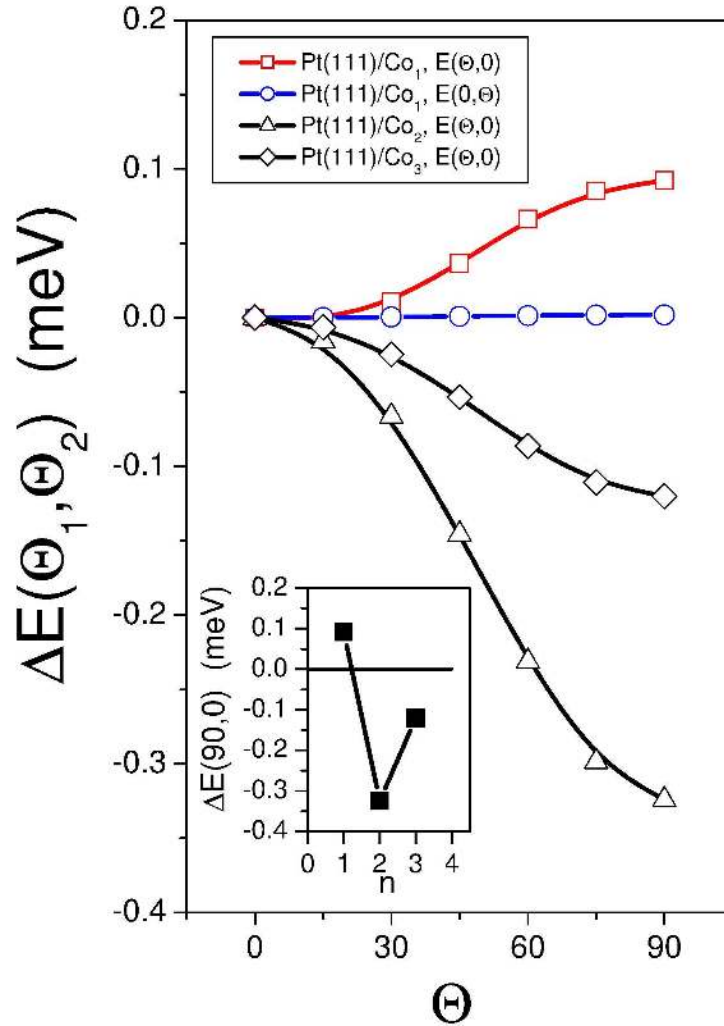 0.2
0.1
0.0
-0.1
-0.2
-0.3
-0.4
ΔE(Θ₁,Θ₂) (meV)
Pt(111)/Co₁, E(Θ,0)
Pt(111)/Co₁, E(0,Θ)
Pt(111)/Co₂, E(Θ,0)
Pt(111)/Co₃, E(Θ,0)
0.2
0.1
0.0
-0.1
-0.2
-0.3
-0.4
ΔE(90,0) (meV)
0 1 2 3 4
n
0 30 60 90
Θ